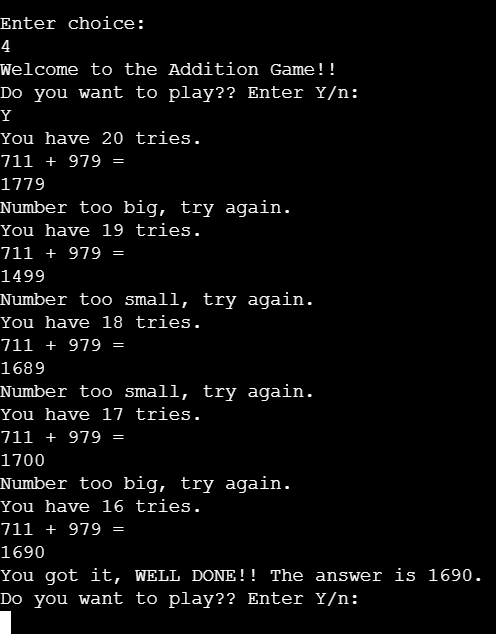 Enter choice:
4
Welcome to the Addition Game!!
Do you want to play?? Enter Y/n:
Y
You have 20 tries.
711 + 979 =
1779
Number too big, try again.
You have 19 tries.
711 + 979 =
1499
Number too small, try again.
You have 18 tries.
711 + 979 =
1689
Number too small, try again.
You have 17 tries.
711 + 979 =
1700
Number too big, try again.
You have 16 tries.
711 + 979 =
1690
You got it, WELL DONE!! The answer is 1690.
Do you want to play?? Enter Y/n: